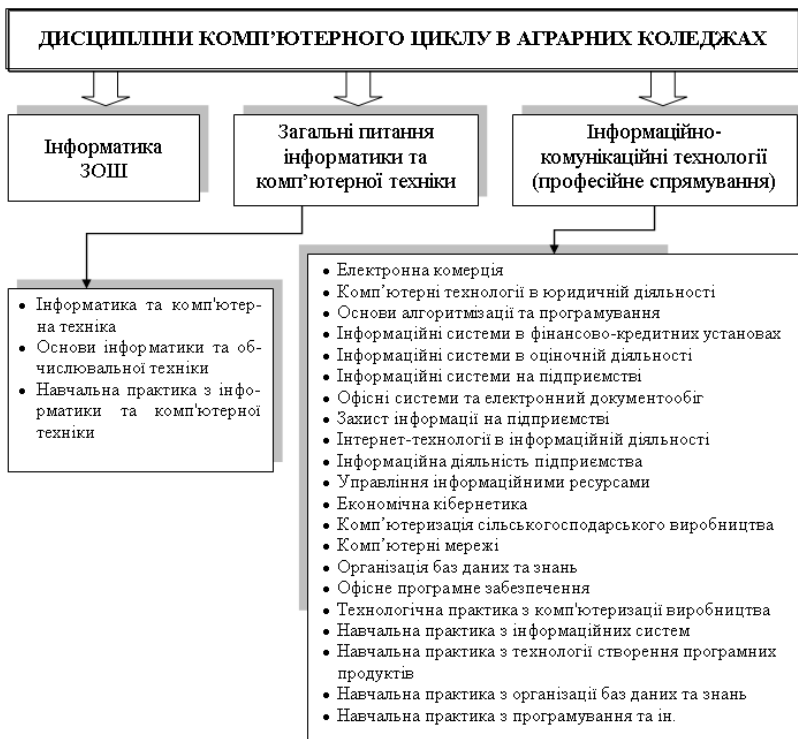 ДИСЦИПЛІНИ КОМП’ЮТЕРНОГО ЦИКЛУ В АГРАРНИХ КОЛЕДЖАХ
Інформатика
ЗОШ
Загальні питання
інформатики та
комп’ютерної техніки
Інформаційно-
комунікаційні технології
(професійне спрямування)
• Інформатика та комп'ютер-
на техніка
• Основи інформатики та об-
числювальної техніки
• Навчальна практика з інфо-
рматики та комп'ютерної
техніки
• Електронна комерція
• Комп’ютерні технології в юридичній діяльності
• Основи алгоритмізації та програмування
• Інформаційні системи в фінансово-кредитних установах
• Інформаційні системи в оціночній діяльності
• Інформаційні системи на підприємстві
• Офісні системи та електронний документообіг
• Захист інформації на підприємстві
• Інтернет-технології в інформаційній діяльності
• Інформаційна діяльність підприємства
• Управління інформаційними ресурсами
• Економічна кібернетика
• Комп’ютеризація сільськогосподарського виробництва
• Комп’ютерні мережі
• Організація баз даних та знань
• Офісне програмне забезпечення
• Технологічна практика з комп'ютеризації виробництва
• Навчальна практика з інформаційних систем
• Навчальна практика з технології створення програмних
продуктів
• Навчальна практика з організації баз даних та знань
• Навчальна практика з програмування та ін.